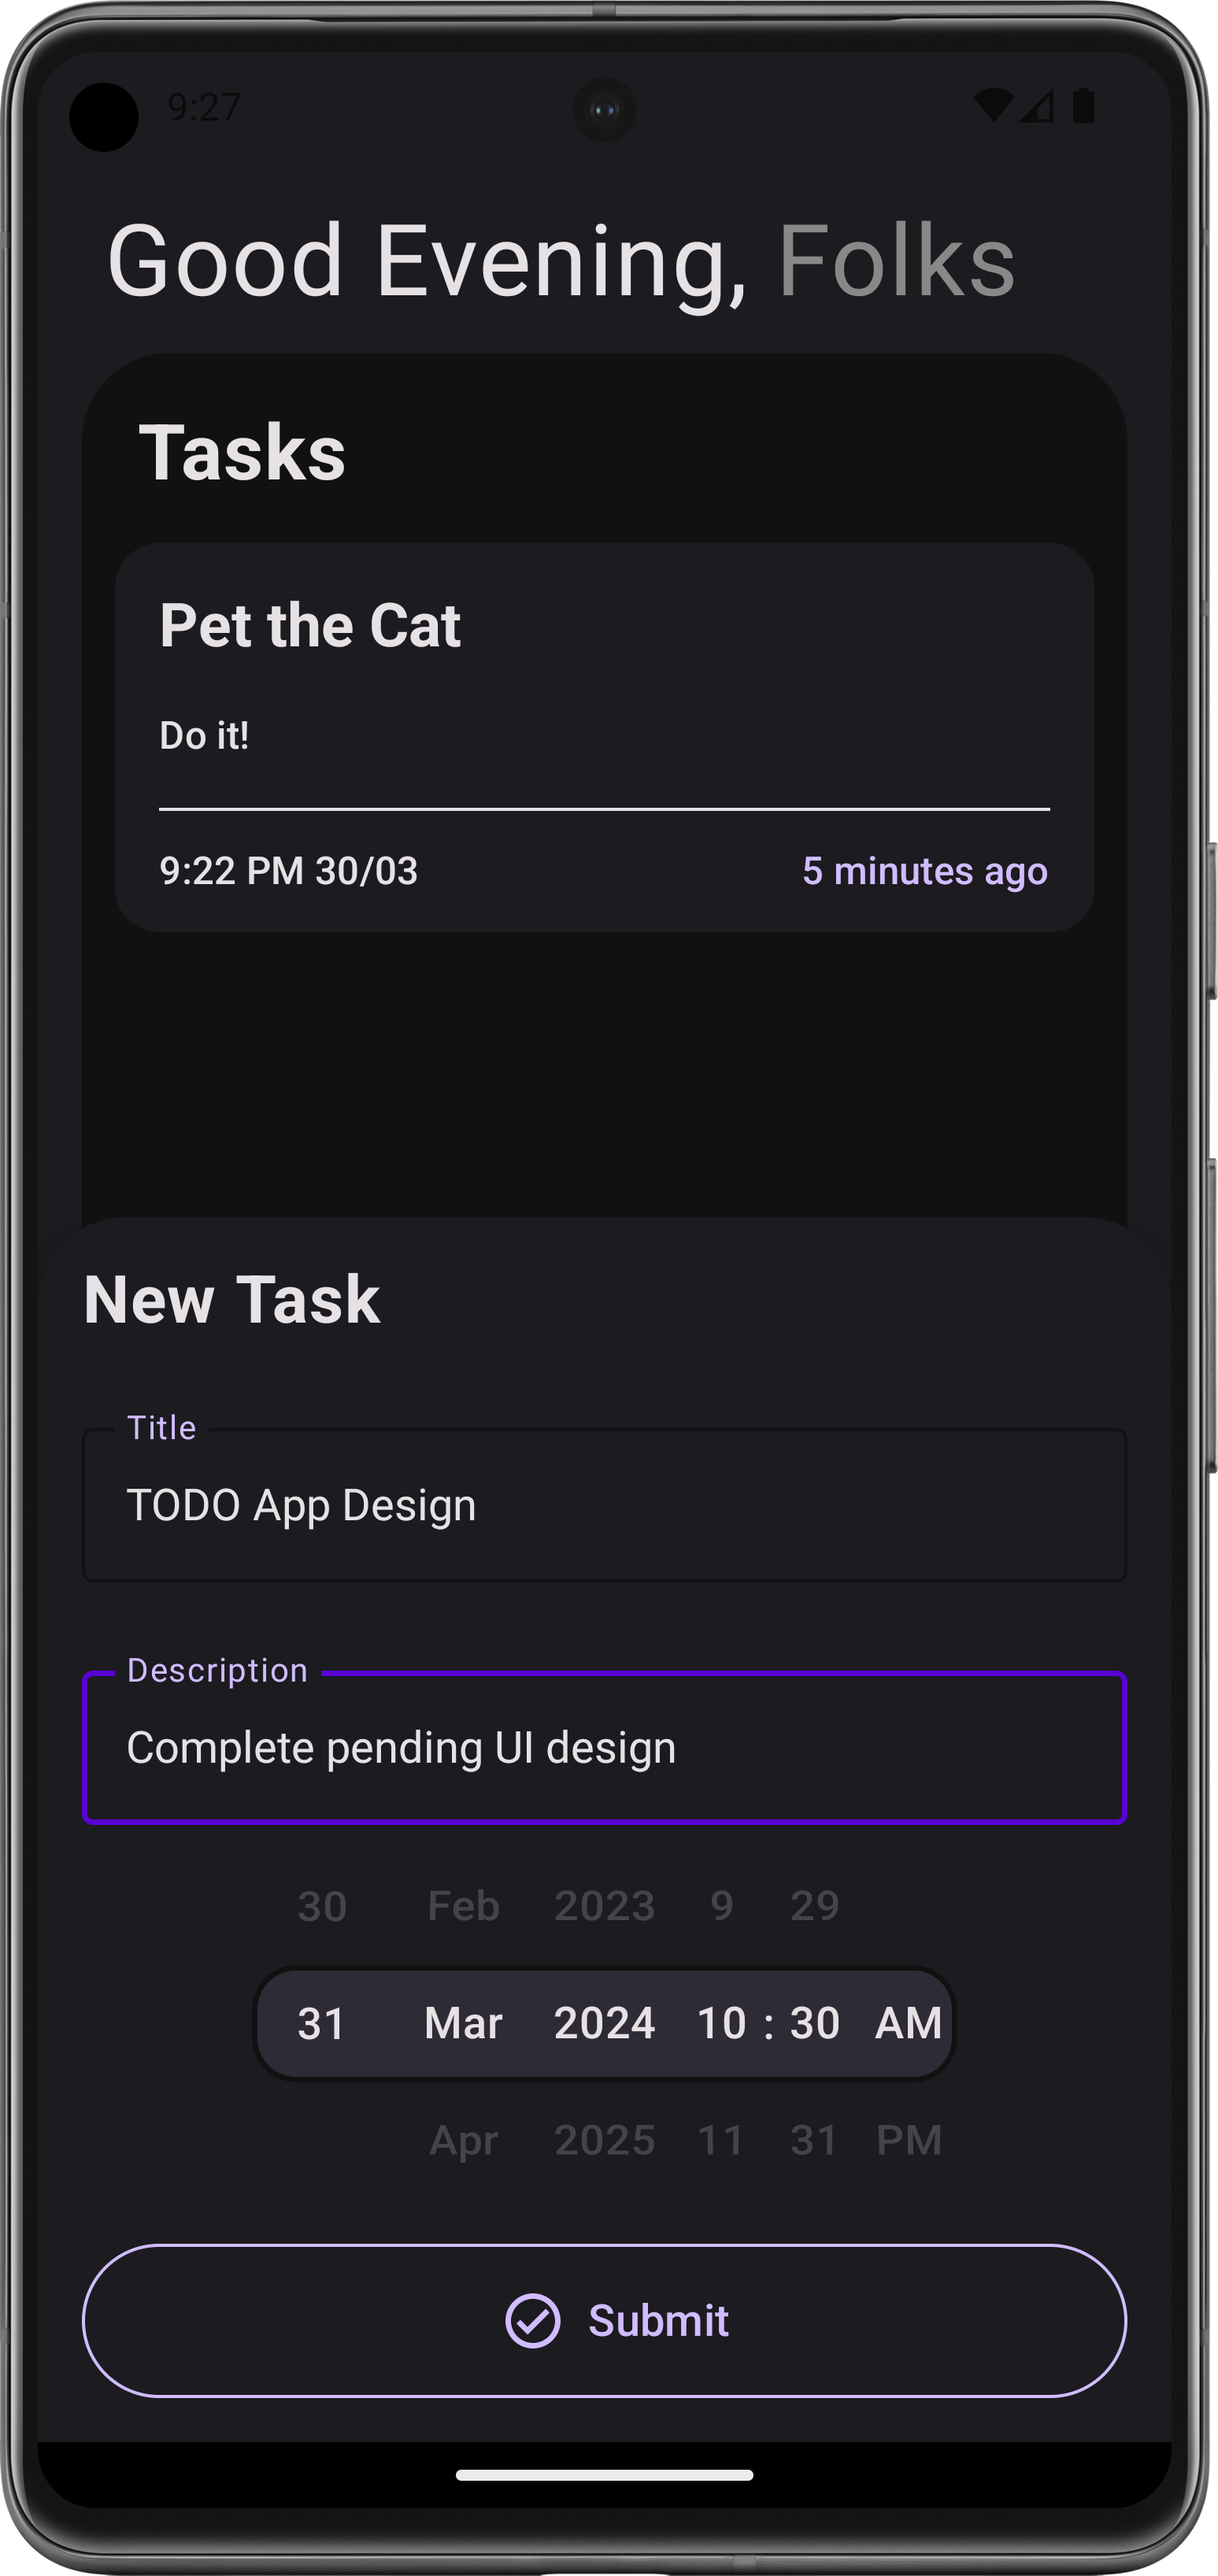 9:27
Good Evening, Folks
Tasks
Pet the Cat
Do it!
9:22 PM 30/03 5 minutes ago
New Task
Title
TODO App Design
Description
Complete pending UI design
30 Feb 2023 9 29
31 Mar 2024 10 : 30 AM
Apr 2025 11 31 PM
Submit